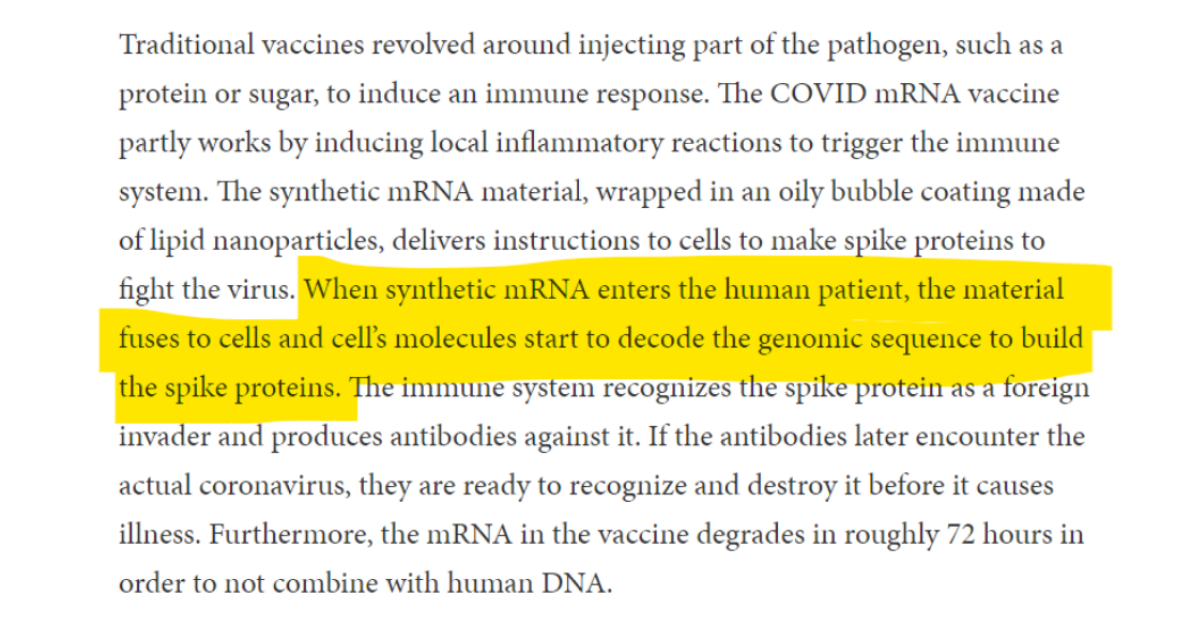 Traditional vaccines revolved around injecting part of the pathogen, such as a
protein or sugar, to induce an immune response. The COVID mRNA vaccine
partly works by inducing local inflammatory reactions to trigger the immune
system. The synthetic mRNA material, wrapped in an oily bubble coating made
of lipid nanoparticles, delivers instructions to cells to make spike proteins to
fight the virus. When synthetic mRNA enters the human patient, the material
fuses to cells and cell’s molecules start to decode the genomic sequence to build
the spike proteins. The immune system recognizes the spike protein as a foreign
invader and produces antibodies against it. If the antibodies later encounter the
actual coronavirus, they are ready to recognize and destroy it before it causes
illness. Furthermore, the mRNA in the vaccine degrades in roughly 72 hours in
order to not combine with human DNA.